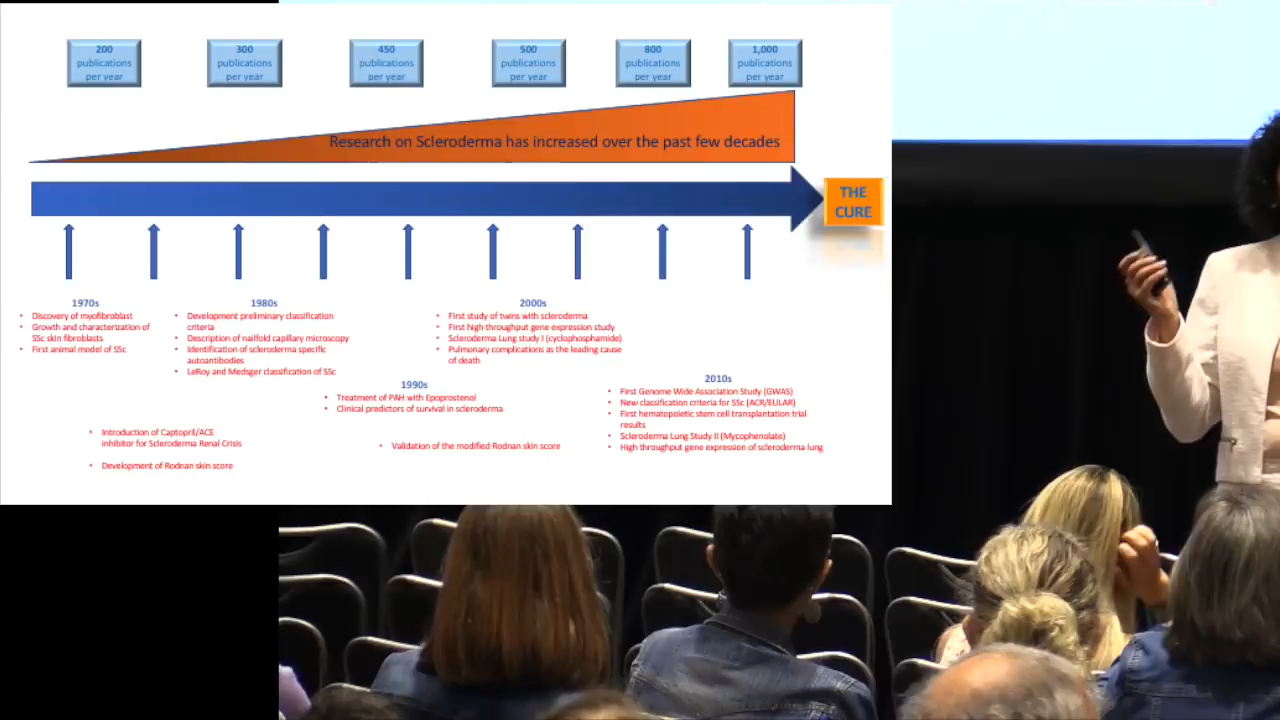 200
publications
per year
300
publications
per year
450
publications
per year
500
publications
per year
800
publications
per year
1,000
publications
per year
Research on Scleroderma has increased over the past few decades
THE
CURE
1970s
• Discovery of myofibroblast
• Growth and characterization of
SSc skin fibroblasts
• First animal model of SSc
1980s
• Development preliminary classification
criteria
• Description of nailfold capillary microscopy
• Identification of scleroderma specific
autoantibodies
• LeRoy and Medsger classification of SSc
2000s
• First study of twins with scleroderma
• First high throughput gene expression study
• Scleroderma Lung study I (cyclophosphamide)
• Pulmonary complications as the leading cause
of death
1990s
• Treatment of PAH with Epoprostenol
• Clinical predictors of survival in scleroderma
2010s
• First Genome Wide Association Study (GWAS)
• New classification criteria for SSc (ACR/EULAR)
• First hematopoietic stem cell transplantation trial
results
• Scleroderma Lung Study II (Mycophenolate)
• High throughput gene expression of scleroderma lung
• Introduction of Captopril/ACE
inhibitor for Scleroderma Renal Crisis
• Development of Rodnan skin score
• Validation of the modified Rodnan skin score